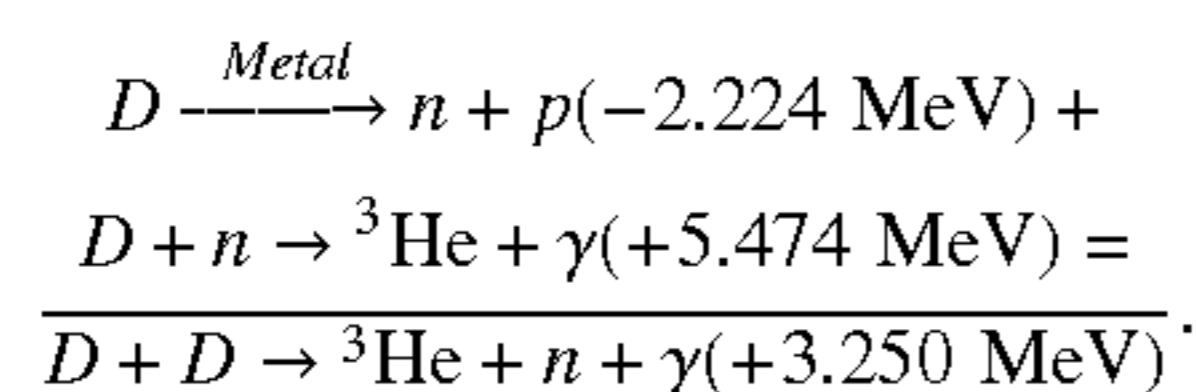 Metal
D ———→ n + p(−2.224 MeV) +
D + n → ³He + γ(+5.474 MeV) =
D + D → ³He + n + γ(+3.250 MeV) .